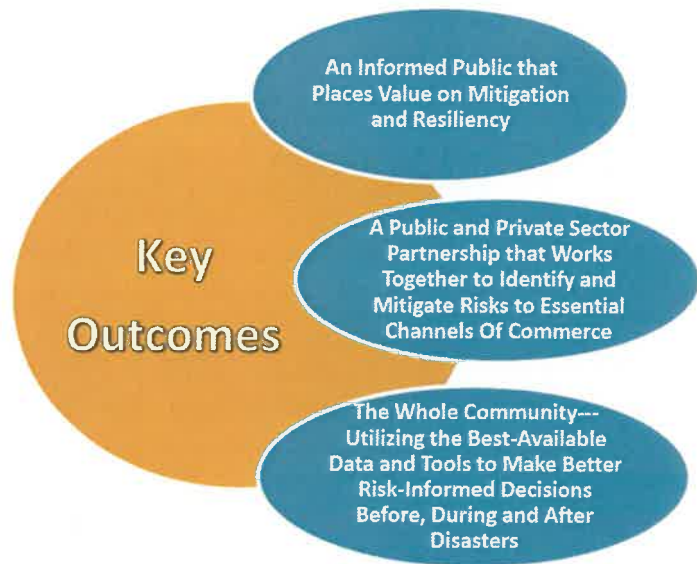 An Informed Public that
Places Value on Mitigation
and Resiliency
Key
Outcomes
A Public and Private Sector
Partnership that Works
Together to Identify and
Mitigate Risks to Essential
Channels Of Commerce
The Whole Community---
Utilizing the Best-Available
Data and Tools to Make Better
Risk-Informed Decisions
Before, During and After
Disasters